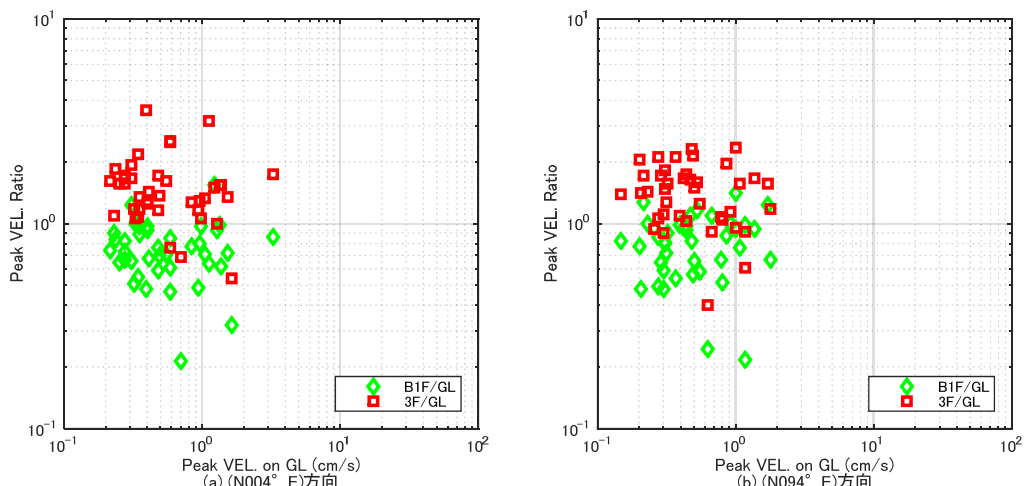 10^1
10^0
10^-1
Peak VEL. Ratio
B1F/GL
3F/GL
10^-1
10^0
10^1
10^2
Peak VEL. on GL (cm/s)
(a) (N004° E)方向
10^1
10^0
10^-1
Peak VEL. Ratio
B1F/GL
3F/GL
10^-1
10^0
10^1
10^2
Peak VEL. on GL (cm/s)
(b) (N094° E)方向